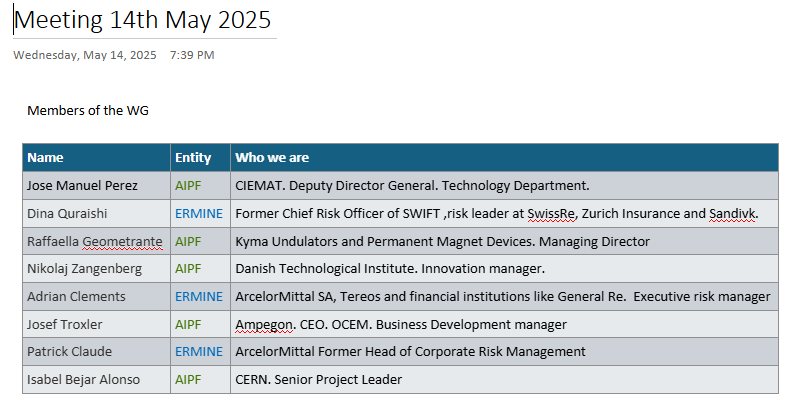 Meeting 14th May 2025
Wednesday, May 14, 2025 7:39 PM
Members of the WG
Name Entity Who we are
Jose Manuel Perez AIPF CIEMAT. Deputy Director General. Technology Department.
Dina Quraishi ERMINE Former Chief Risk Officer of SWIFT ,risk leader at SwissRe, Zurich Insurance and Sandivk.
Raffaella Geometrante AIPF Kyma Undulators and Permanent Magnet Devices. Managing Director
Nikolaj Zangenberg AIPF Danish Technological Institute. Innovation manager.
Adrian Clements ERMINE ArcelorMittal SA, Tereos and financial institutions like General Re. Executive risk manager
Josef Troxler AIPF Ampegon. CEO. OCEM. Business Development manager
Patrick Claude ERMINE ArcelorMittal Former Head of Corporate Risk Management
Isabel Bejar Alonso AIPF CERN. Senior Project Leader